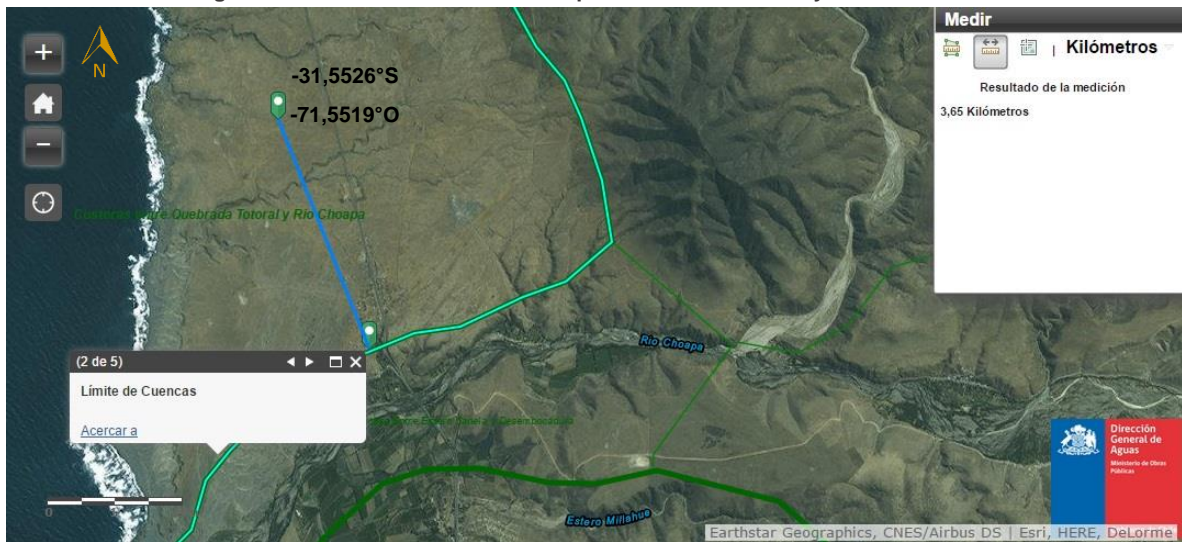 +
N
−
-31,5526°S
-71,5519°O
Quebrada Totoral y Río Choapa
Medir
| Kilómetros
Resultado de la medición
3,65 Kilómetros
Río Choapa
(2 de 5)
Límite de Cuencas
Acercar a
Estero Millahue
0
Dirección
General de
Aguas
Ministerio de Obras
Públicas
Earthstar Geographics, CNES/Airbus DS | Esri, HERE, DeLorme